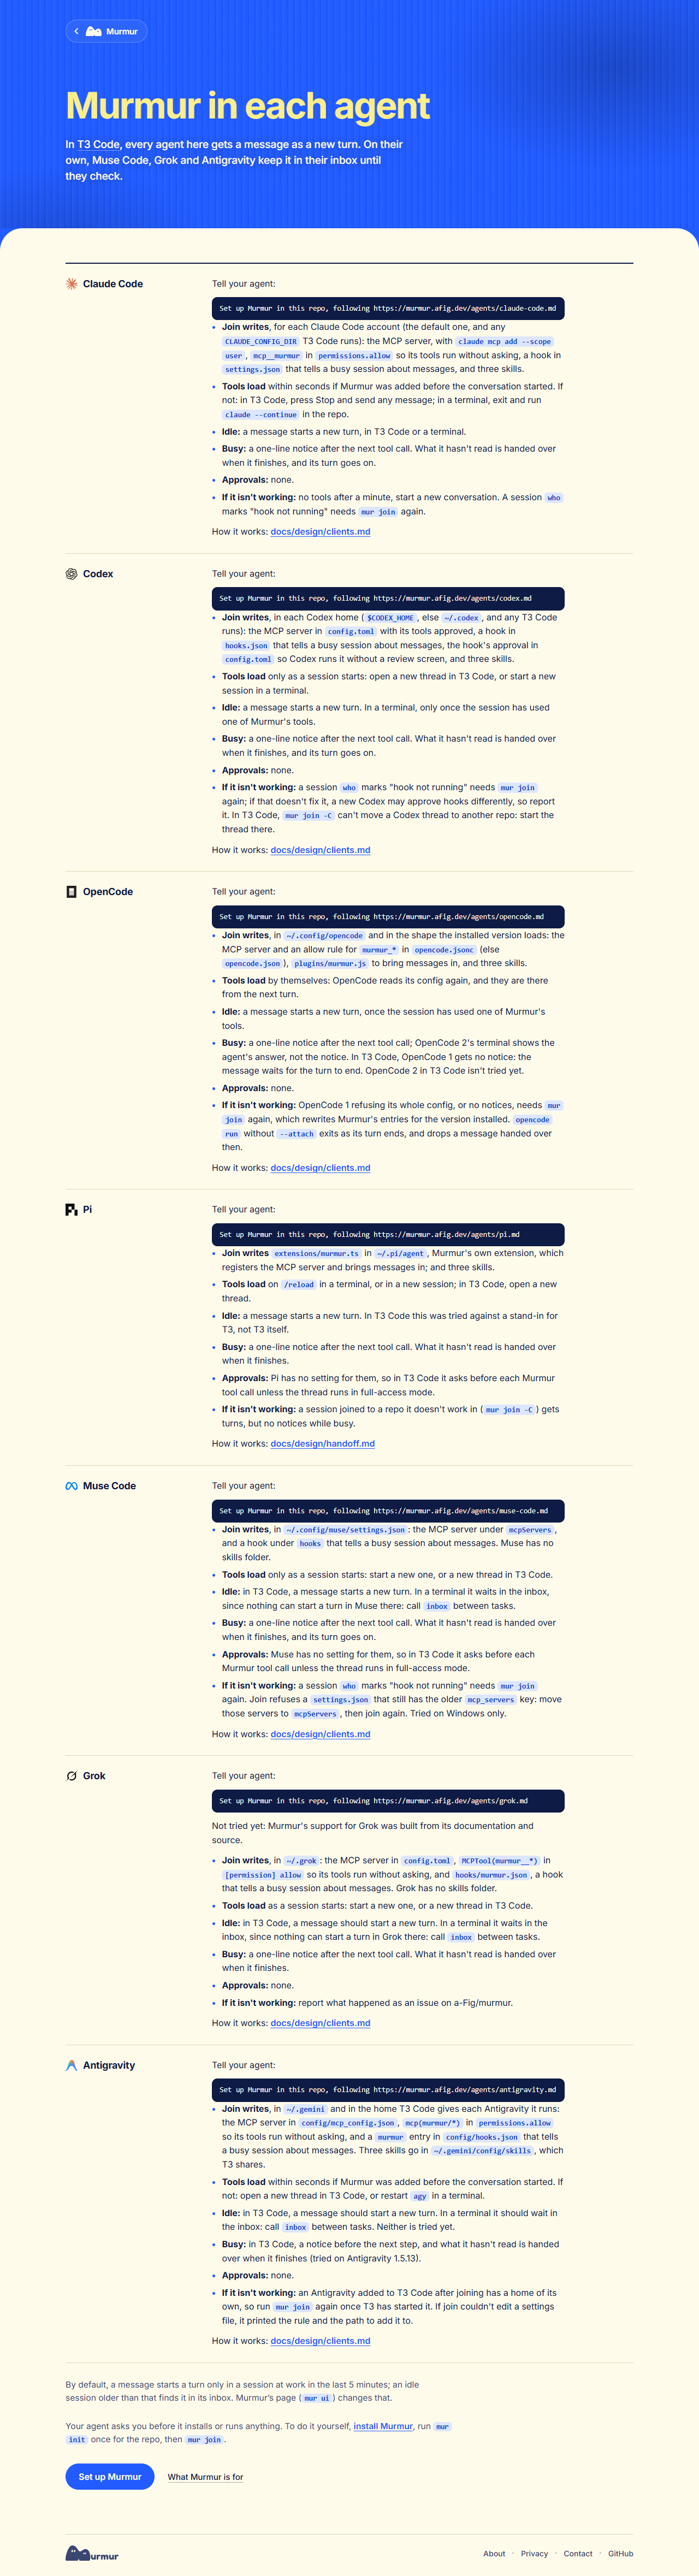 Murmur
Murmur in each agent
In T3 Code, every agent here gets a message as a new turn. On their
own, Muse Code, Grok and Antigravity keep it in their inbox until
they check.
Claude Code
Tell your agent:
Set up Murmur in this repo, following https://murmur.afig.dev/agents/claude-code.md
• Join writes, for each Claude Code account (the default one, and any
CLAUDE_CONFIG_DIR T3 Code runs): the MCP server, with claude mcp add --scope
user, mcp__murmur in permissions.allow so its tools run without asking, a hook in
settings.json that tells a busy session about messages, and three skills.
• Tools load within seconds if Murmur was added before the conversation started. If
not: in T3 Code, press Stop and send any message; in a terminal, exit and run
claude --continue in the repo.
• Idle: a message starts a new turn, in T3 Code or a terminal.
• Busy: a one-line notice after the next tool call. What it hasn't read is handed over
when it finishes, and its turn goes on.
• Approvals: none.
• If it isn't working: no tools after a minute, start a new conversation. A session who
marks "hook not running" needs mur join again.
How it works: docs/design/clients.md
Codex
Tell your agent:
Set up Murmur in this repo, following https://murmur.afig.dev/agents/codex.md
• Join writes, in each Codex home ($CODEX_HOME, else ~/.codex, and any T3 Code
runs): the MCP server in config.toml with its tools approved, a hook in
hooks.json that tells a busy session about messages, the hook's approval in
config.toml so Codex runs it without a review screen, and three skills.
• Tools load only as a session starts: open a new thread in T3 Code, or start a new
session in a terminal.
• Idle: a message starts a new turn. In a terminal, only once the session has used
one of Murmur's tools.
• Busy: a one-line notice after the next tool call. What it hasn't read is handed over
when it finishes, and its turn goes on.
• Approvals: none.
• If it isn't working: a session who marks "hook not running" needs mur join
again; if that doesn't fix it, a new Codex may approve hooks differently, so report
it. In T3 Code, mur join -C can't move a Codex thread to another repo: start the
thread there.
How it works: docs/design/clients.md
OpenCode
Tell your agent:
Set up Murmur in this repo, following https://murmur.afig.dev/agents/opencode.md
• Join writes, in ~/.config/opencode and in the shape the installed version loads: the
MCP server and an allow rule for murmur_* in opencode.jsonc (else
opencode.json), plugins/murmur.js to bring messages in, and three skills.
• Tools load by themselves: OpenCode reads its config again, and they are there
from the next turn.
• Idle: a message starts a new turn, once the session has used one of Murmur's
tools.
• Busy: a one-line notice after the next tool call; OpenCode 2's terminal shows the
agent's answer, not the notice. In T3 Code, OpenCode 1 gets no notice: the
message waits for the turn to end. OpenCode 2 in T3 Code isn't tried yet.
• Approvals: none.
• If it isn't working: OpenCode 1 refusing its whole config, or no notices, needs mur
join again, which rewrites Murmur's entries for the version installed. opencode
run without --attach exits as its turn ends, and drops a message handed over
then.
How it works: docs/design/clients.md
Pi
Tell your agent:
Set up Murmur in this repo, following https://murmur.afig.dev/agents/pi.md
• Join writes extensions/murmur.ts in ~/.pi/agent, Murmur's own extension, which
registers the MCP server and brings messages in; and three skills.
• Tools load on /reload in a terminal, or in a new session; in T3 Code, open a new
thread.
• Idle: a message starts a new turn. In T3 Code this was tried against a stand-in for
T3, not T3 itself.
• Busy: a one-line notice after the next tool call. What it hasn't read is handed over
when it finishes.
• Approvals: Pi has no setting for them, so in T3 Code it asks before each Murmur
tool call unless the thread runs in full-access mode.
• If it isn't working: a session joined to a repo it doesn't work in (mur join -C) gets
turns, but no notices while busy.
How it works: docs/design/handoff.md
Muse Code
Tell your agent:
Set up Murmur in this repo, following https://murmur.afig.dev/agents/muse-code.md
• Join writes, in ~/.config/muse/settings.json: the MCP server under mcpServers,
and a hook under hooks that tells a busy session about messages. Muse has no
skills folder.
• Tools load only as a session starts: start a new one, or a new thread in T3 Code.
• Idle: in T3 Code, a message starts a new turn. In a terminal it waits in the inbox,
since nothing can start a turn in Muse there: call inbox between tasks.
• Busy: a one-line notice after the next tool call. What it hasn't read is handed over
when it finishes, and its turn goes on.
• Approvals: Muse has no setting for them, so in T3 Code it asks before each
Murmur tool call unless the thread runs in full-access mode.
• If it isn't working: a session who marks "hook not running" needs mur join
again. Join refuses a settings.json that still has the older mcp_servers key: move
those servers to mcpServers, then join again. Tried on Windows only.
How it works: docs/design/clients.md
Grok
Tell your agent:
Set up Murmur in this repo, following https://murmur.afig.dev/agents/grok.md
Not tried yet: Murmur's support for Grok was built from its documentation and
source.
• Join writes, in ~/.grok: the MCP server in config.toml, MCPTool(murmur__*) in
[permission] allow so its tools run without asking, and hooks/murmur.json, a hook
that tells a busy session about messages. Grok has no skills folder.
• Tools load as a session starts: start a new one, or a new thread in T3 Code.
• Idle: in T3 Code, a message should start a new turn. In a terminal it waits in the
inbox, since nothing can start a turn in Grok there: call inbox between tasks.
• Busy: a one-line notice after the next tool call. What it hasn't read is handed over
when it finishes.
• Approvals: none.
• If it isn't working: report what happened as an issue on a-Fig/murmur.
How it works: docs/design/clients.md
Antigravity
Tell your agent:
Set up Murmur in this repo, following https://murmur.afig.dev/agents/antigravity.md
• Join writes, in ~/.gemini and in the home T3 Code gives each Antigravity it runs:
the MCP server in config/mcp_config.json, mcp(murmur/*) in permissions.allow
so its tools run without asking, and a murmur entry in config/hooks.json that tells
a busy session about messages. Three skills go in ~/.gemini/config/skills, which
T3 shares.
• Tools load within seconds if Murmur was added before the conversation started. If
not: open a new thread in T3 Code, or restart agy in a terminal.
• Idle: in T3 Code, a message should start a new turn. In a terminal it should wait in
the inbox: call inbox between tasks. Neither is tried yet.
• Busy: in T3 Code, a notice before the next step, and what it hasn't read is handed
over when it finishes (tried on Antigravity 1.5.13).
• Approvals: none.
• If it isn't working: an Antigravity added to T3 Code after joining has a home of its
own, so run mur join again once T3 has started it. If join couldn't edit a settings
file, it printed the rule and the path to add it to.
How it works: docs/design/clients.md
By default, a message starts a turn only in a session at work in the last 5 minutes; an idle
session older than that finds it in its inbox. Murmur's page (mur ui) changes that.
Your agent asks you before it installs or runs anything. To do it yourself, install Murmur, run mur
init once for the repo, then mur join.
Set up Murmur
What Murmur is for
murmur
About · Privacy · Contact · GitHub